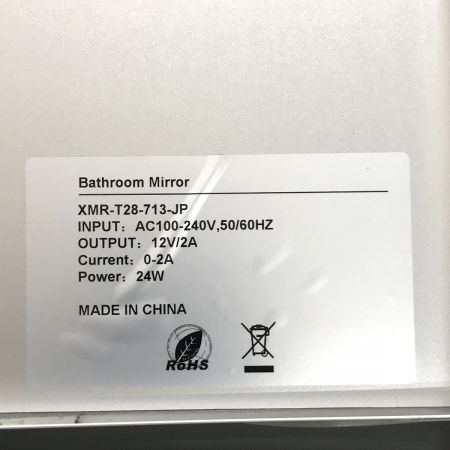 Bathroom Mirror
XMR-T28-713-JP
INPUT: AC100-240V,50/60HZ
OUTPUT: 12V/2A
Current: 0-2A
Power: 24W
MADE IN CHINA
RoHS